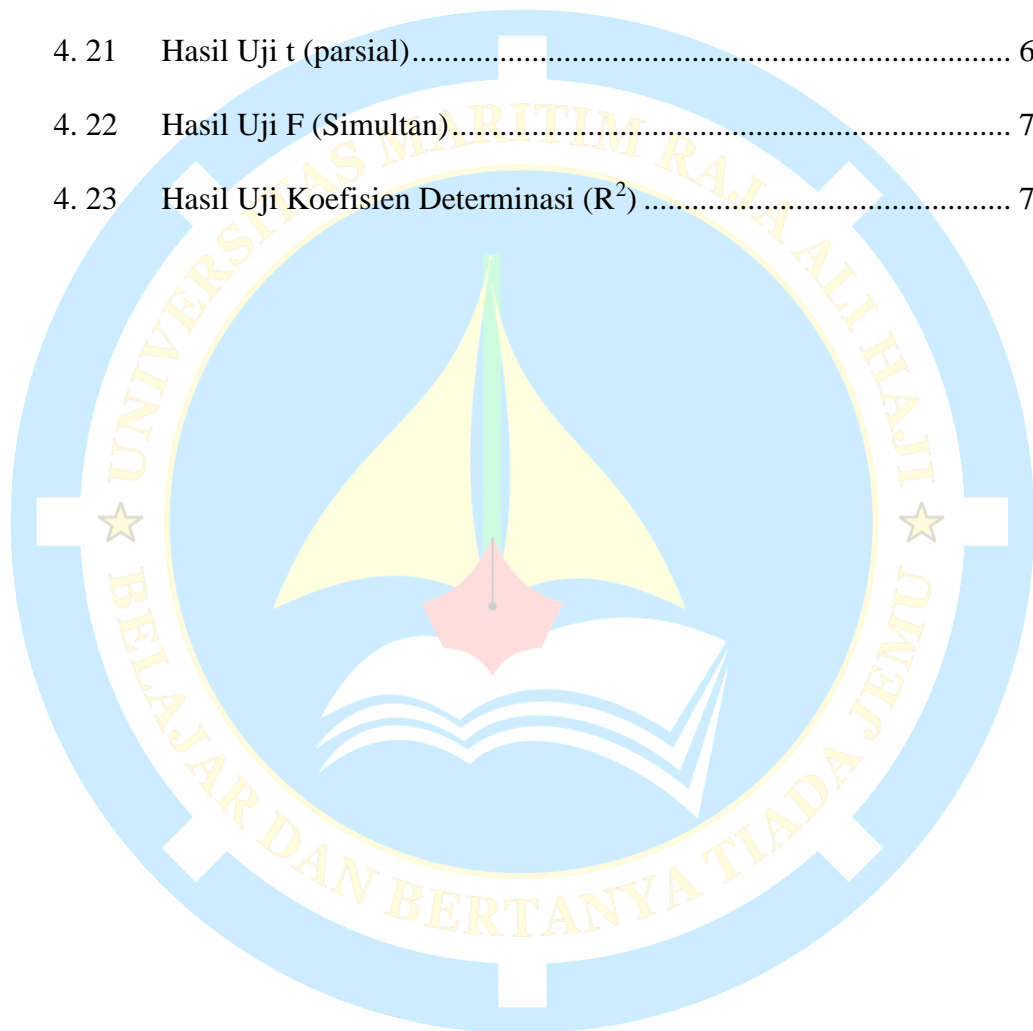 4. 21 Hasil Uji t (parsial)........................................................................... 6
4. 22 Hasil Uji F (Simultan)...................................................................... 7
4. 23 Hasil Uji Koefisien Determinasi (R²) .............................................. 7
UNIVERSITAS MARITIM RAJA ALI HAJI
BELAJAR DAN BERTANYA TIADA JEMU